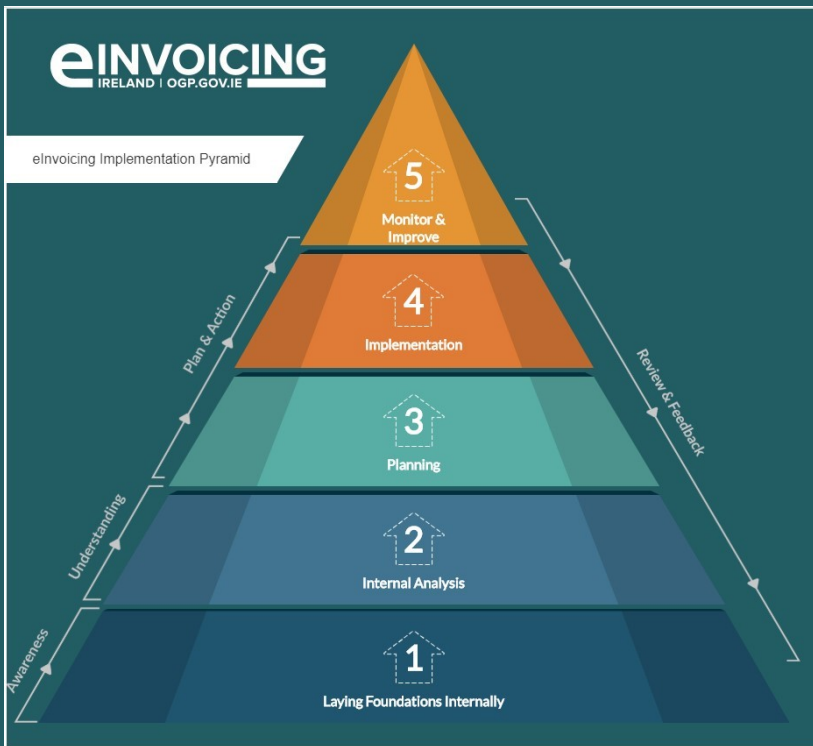 eINVOICING
IRELAND | OGP.GOV.IE
eInvoicing Implementation Pyramid
5
Monitor &
Improve
4
Implementation
3
Planning
2
Internal Analysis
1
Laying Foundations Internally
Plan & Action
Understanding
Awareness
Review & Feedback